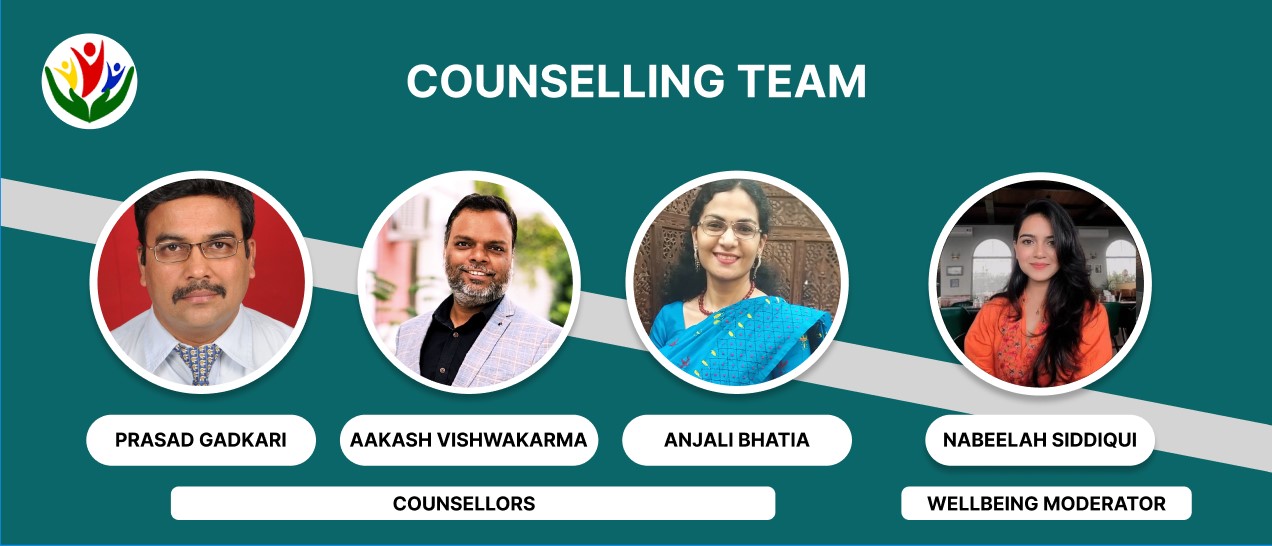 COUNSELLING TEAM
PRASAD GADKARI
AAKASH VISHWAKARMA
ANJALI BHATIA
NABEELAH SIDDIQUI
COUNSELLORS
WELLBEING MODERATOR